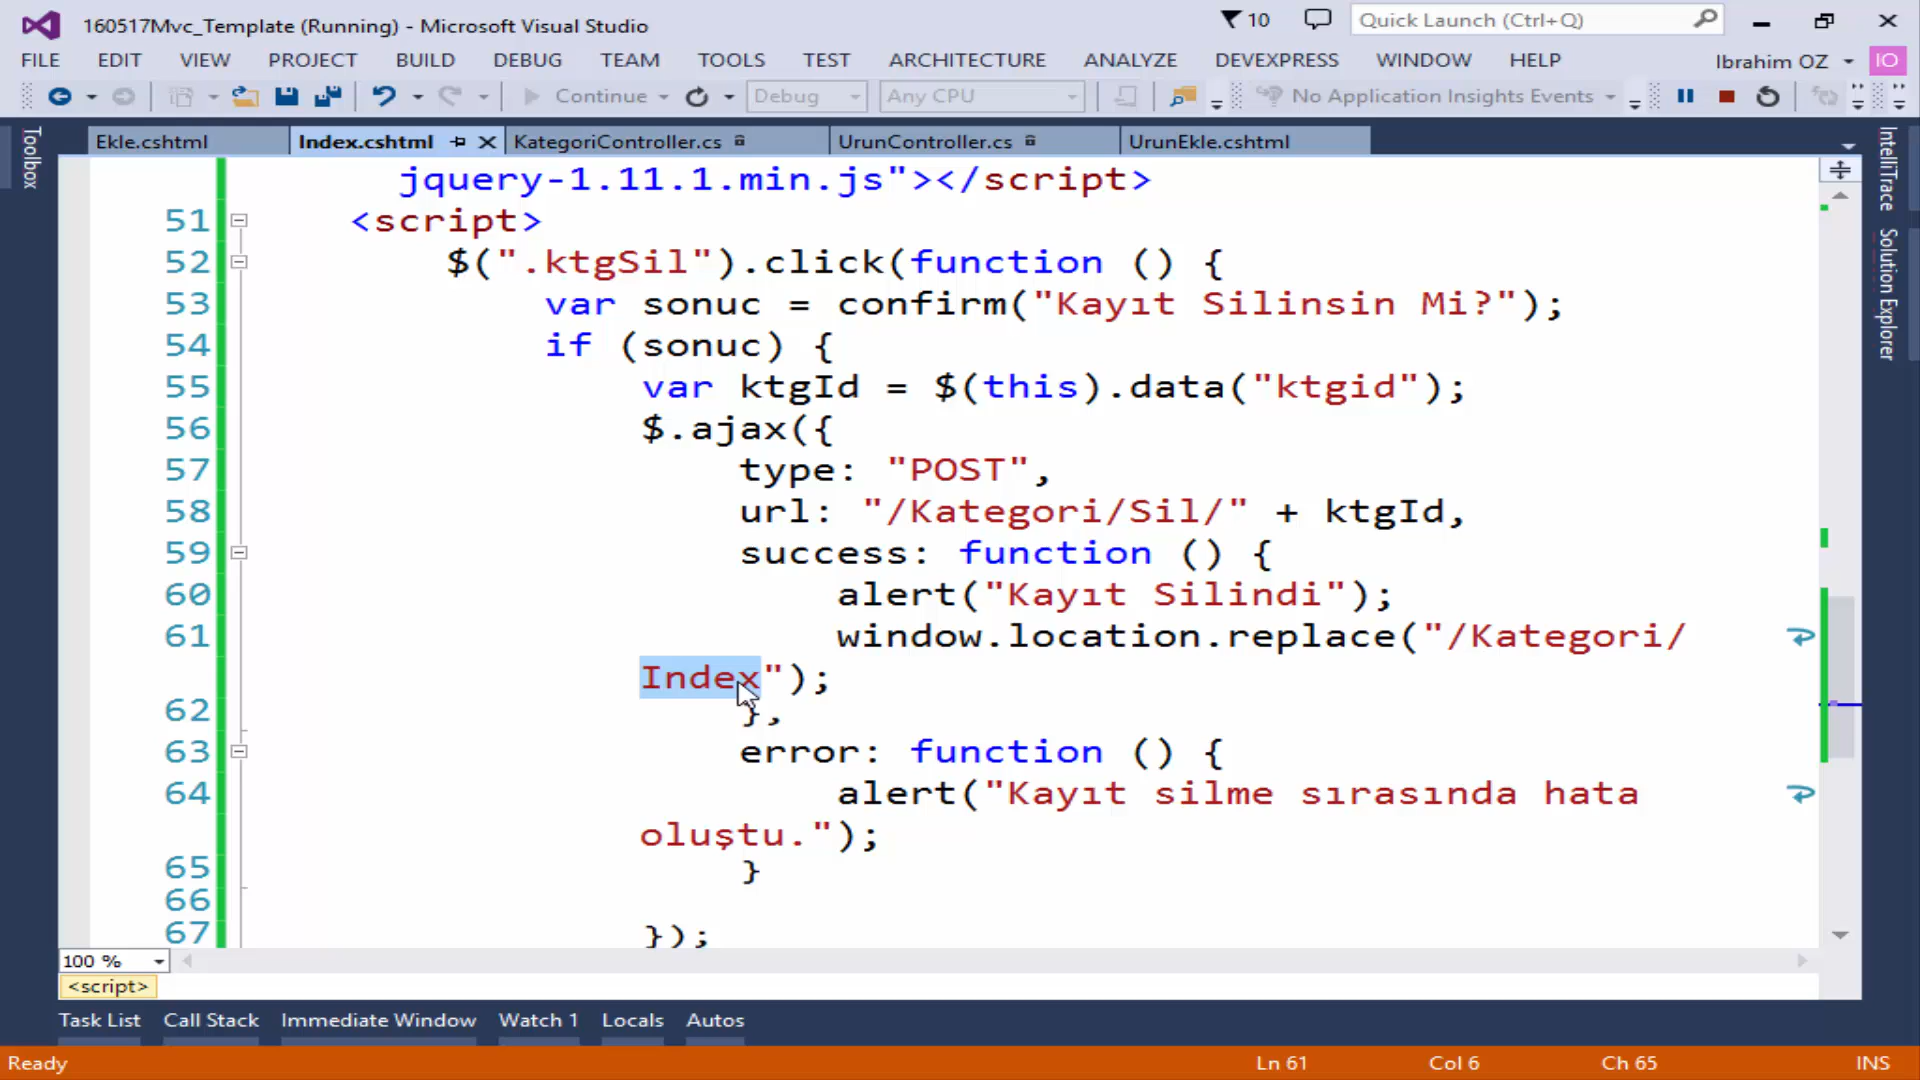 160517Mvc_Template (Running) - Microsoft Visual Studio
10
Quick Launch (Ctrl+Q)
FILE EDIT VIEW PROJECT BUILD DEBUG TEAM TOOLS TEST ARCHITECTURE ANALYZE DEVEXPRESS WINDOW HELP
Ibrahim OZ
IO
Continue
Debug
Any CPU
No Application Insights Events
Toolbox
Ekle.cshtml
Index.cshtml
KategoriController.cs
UrunController.cs
UrunEkle.cshtml
IntelliTrace
Solution Explorer
jquery-1.11.1.min.js"></script>
51 <script>
52 $(".ktgSil").click(function () {
53 var sonuc = confirm("Kayıt Silinsin Mi?");
54 if (sonuc) {
55 var ktgId = $(this).data("ktgid");
56 $.ajax({
57 type: "POST",
58 url: "/Kategori/Sil/" + ktgId,
59 success: function () {
60 alert("Kayıt Silindi");
61 window.location.replace("/Kategori/
Index");
62 },
63 error: function () {
64 alert("Kayıt silme sırasında hata
oluştu.");
65 }
66
67 });
100 %
<script>
Task List Call Stack Immediate Window Watch 1 Locals Autos
Ready
Ln 61
Col 6
Ch 65
INS